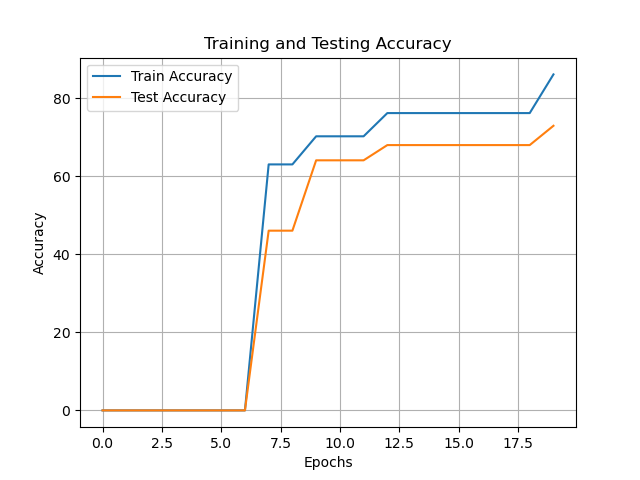 Training and Testing Accuracy
Train Accuracy
Test Accuracy
80
60
40
20
0
Accuracy
0.0 2.5 5.0 7.5 10.0 12.5 15.0 17.5
Epochs